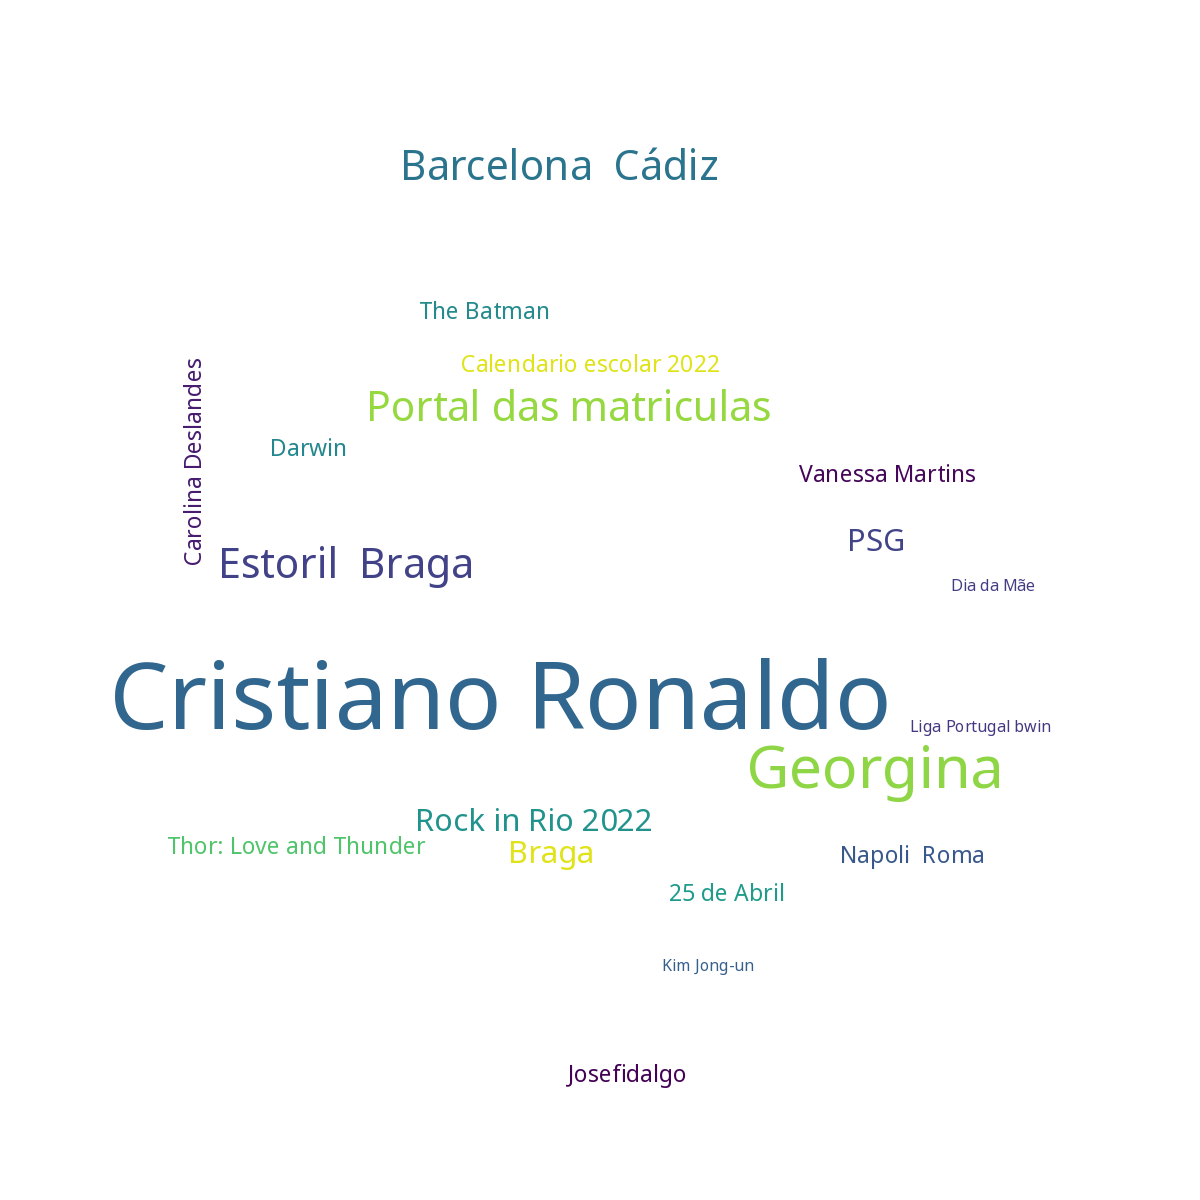 Barcelona  Cádiz
The Batman
Calendario escolar 2022
Portal das matriculas
Carolina Deslandes
Darwin
Vanessa Martins
PSG
Estoril  Braga
Dia da Mãe
Cristiano Ronaldo
Liga Portugal bwin
Georgina
Rock in Rio 2022
Thor: Love and Thunder
Braga
Napoli  Roma
25 de Abril
Kim Jong-un
Josefidalgo